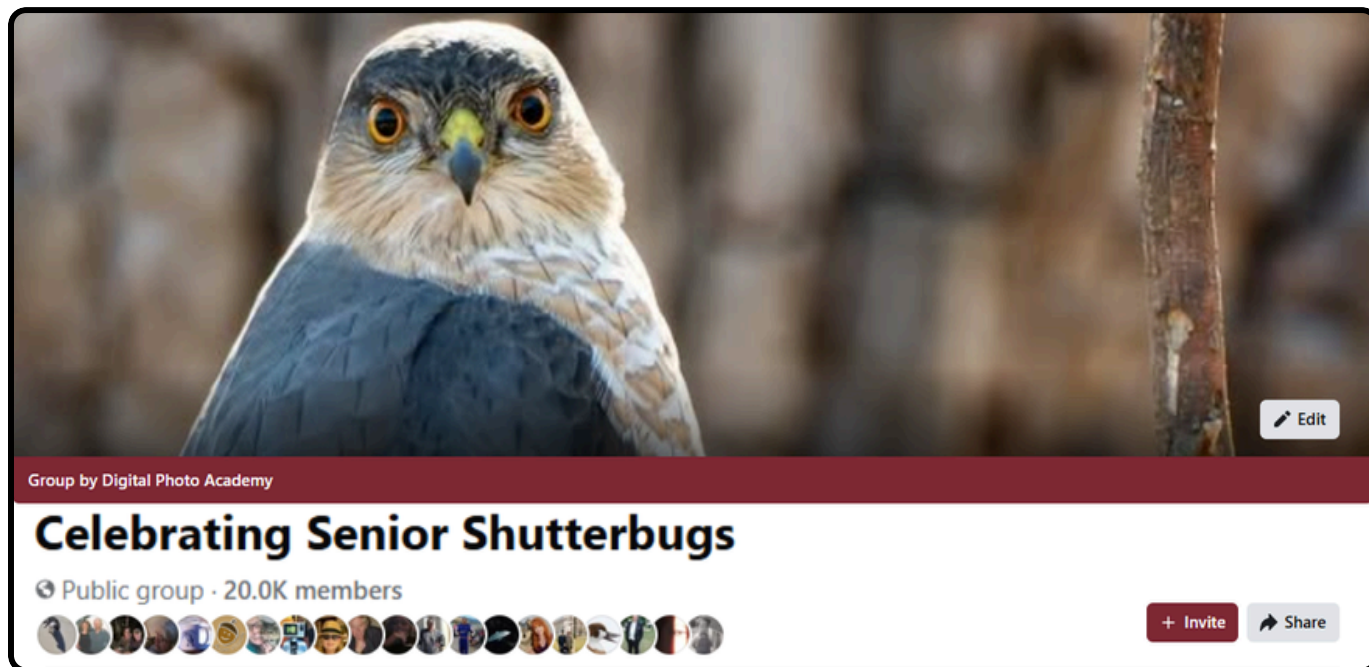 Edit
Group by Digital Photo Academy
Celebrating Senior Shutterbugs
Public group · 20.0K members
+ Invite
Share